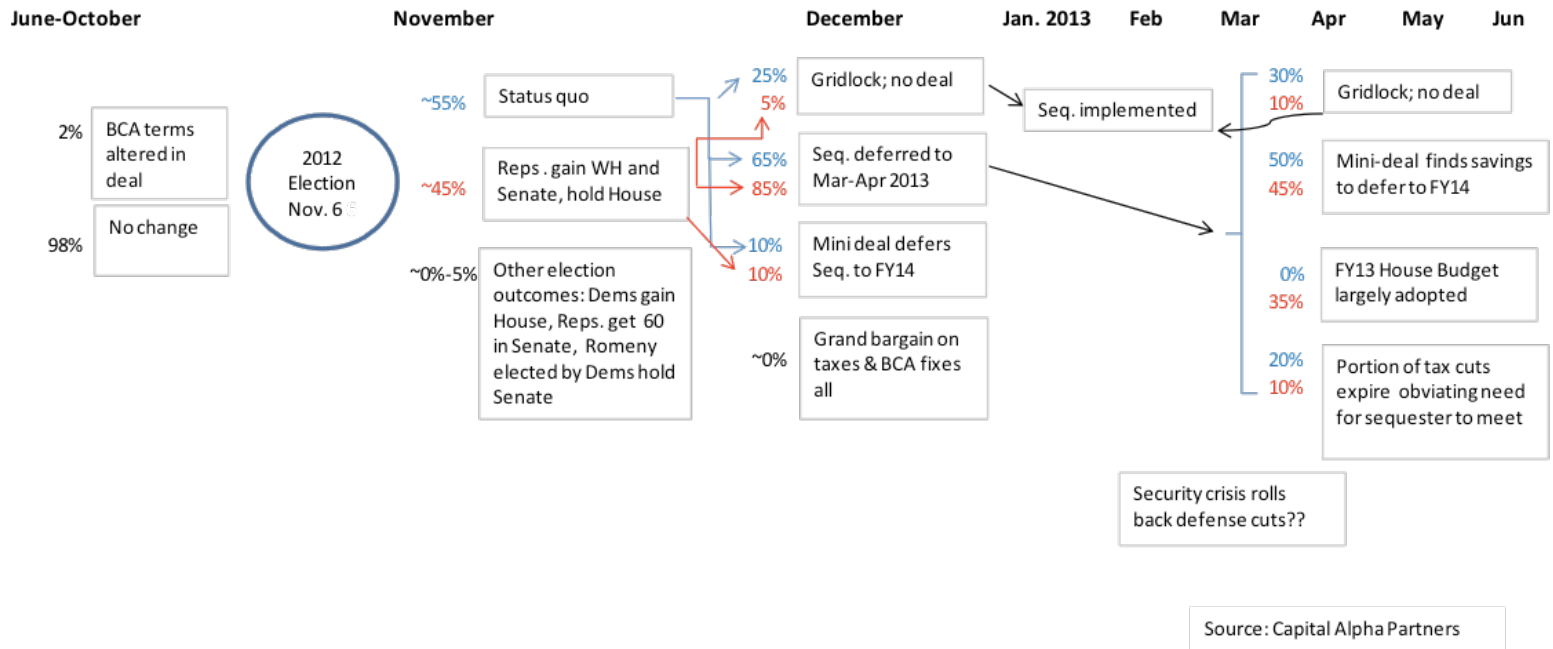 June-October
November
December
Jan. 2013
Feb
Mar
Apr
May
Jun
2%
BCA terms
altered in
deal
98%
No change
2012
Election
Nov. 6
~55%
Status quo
~45%
Reps . gain WH and
Senate, hold House
~0%-5%
Other election
outcomes: Dems gain
House, Reps. get 60
in Senate, Romeny
elected by Dems hold
Senate
25%
5%
Gridlock; no deal
65%
85%
Seq. deferred to
Mar-Apr 2013
10%
10%
Mini deal defers
Seq. to FY14
~0%
Grand bargain on
taxes & BCA fixes
all
Seq. implemented
30%
10%
Gridlock; no deal
50%
45%
Mini-deal finds savings
to defer to FY14
0%
35%
FY13 House Budget
largely adopted
20%
10%
Portion of tax cuts
expire obviating need
for sequester to meet
Security crisis rolls
back defense cuts??
Source: Capital Alpha Partners